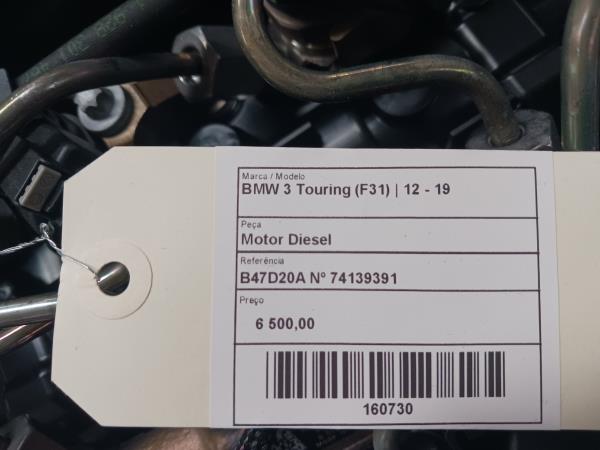 Marca / Modelo
BMW 3 Touring (F31) | 12 - 19
Peça
Motor Diesel
Referência
B47D20A Nº 74139391
Preço
6 500,00
160730